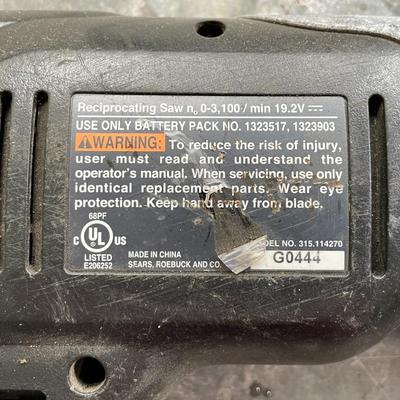 Reciprocating Saw n₀ 0-3,100 / min 19.2V ⎓
USE ONLY BATTERY PACK NO. 1323517, 1323903
⚠WARNING: To reduce the risk of injury,
user must read and understand the
operator's manual. When servicing, use only
identical replacement parts. Wear eye
protection. Keep hand away from blade.
68PF
C UL US
LISTED
E206252
MADE IN CHINA
SEARS, ROEBUCK AND CO.
NO. 315.114270
G0444